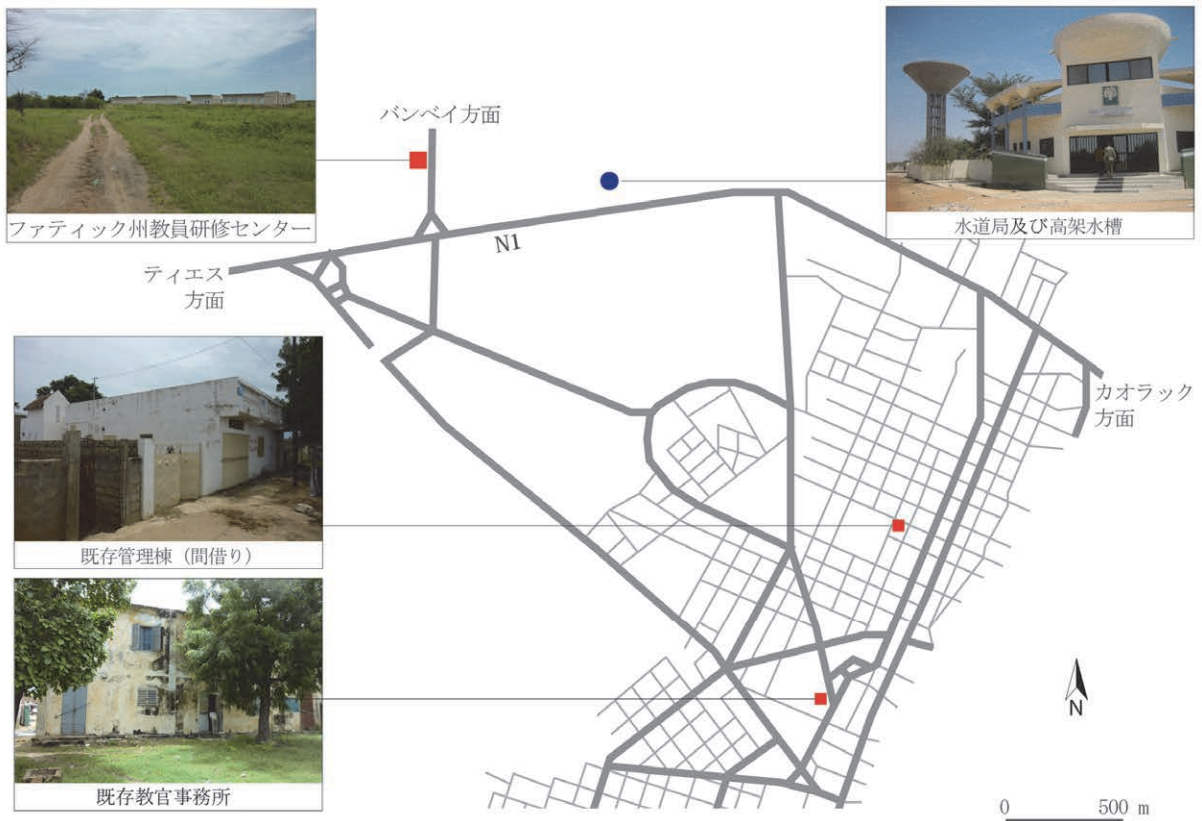 バンベイ方面
ファティック州教員研修センター
水道局及び高架水槽
N1
ティエス
方面
カオラック
方面
既存管理棟（間借り）
既存教官事務所
N
0 500 m